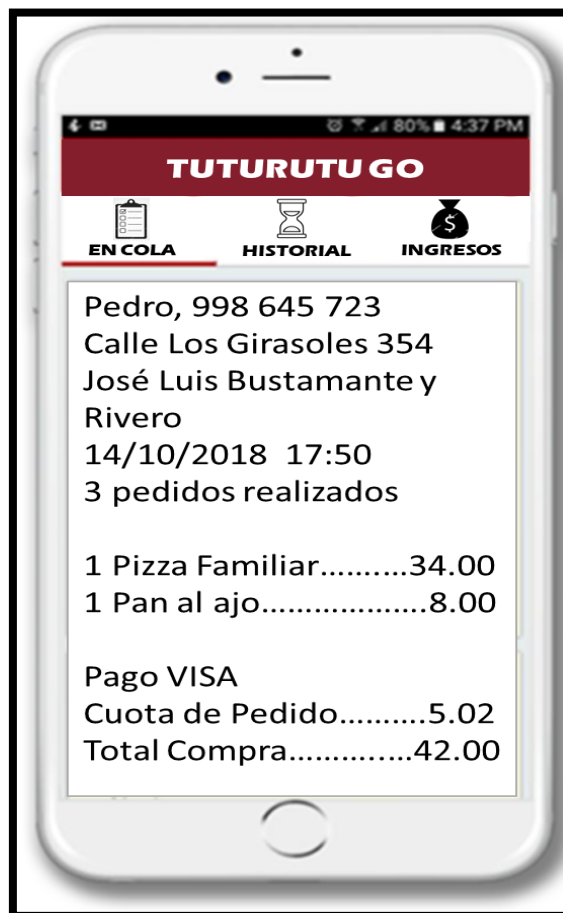 80% 4:37 PM
TUTURUTU GO
EN COLA HISTORIAL INGRESOS
Pedro, 998 645 723
Calle Los Girasoles 354
José Luis Bustamante y
Rivero
14/10/2018 17:50
3 pedidos realizados
1 Pizza Familiar..........34.00
1 Pan al ajo...................8.00
Pago VISA
Cuota de Pedido..........5.02
Total Compra..............42.00